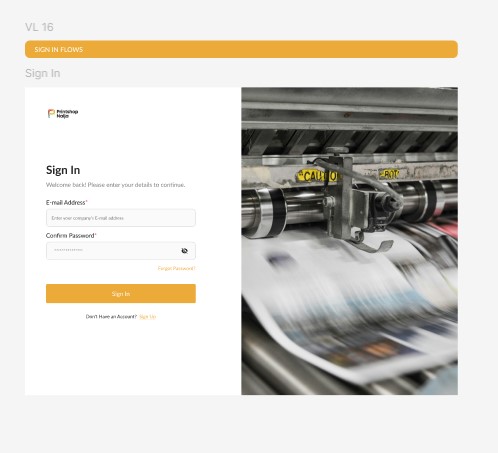 VL 16
SIGN IN FLOWS
Sign In
Printshop
Naija
Sign In
Welcome back! Please enter your details to continue.
E-mail Address*
Enter your company's E-mail address
Confirm Password*
************
Forgot Password?
Sign In
Don't Have an Account? Sign Up
"CAUTIO